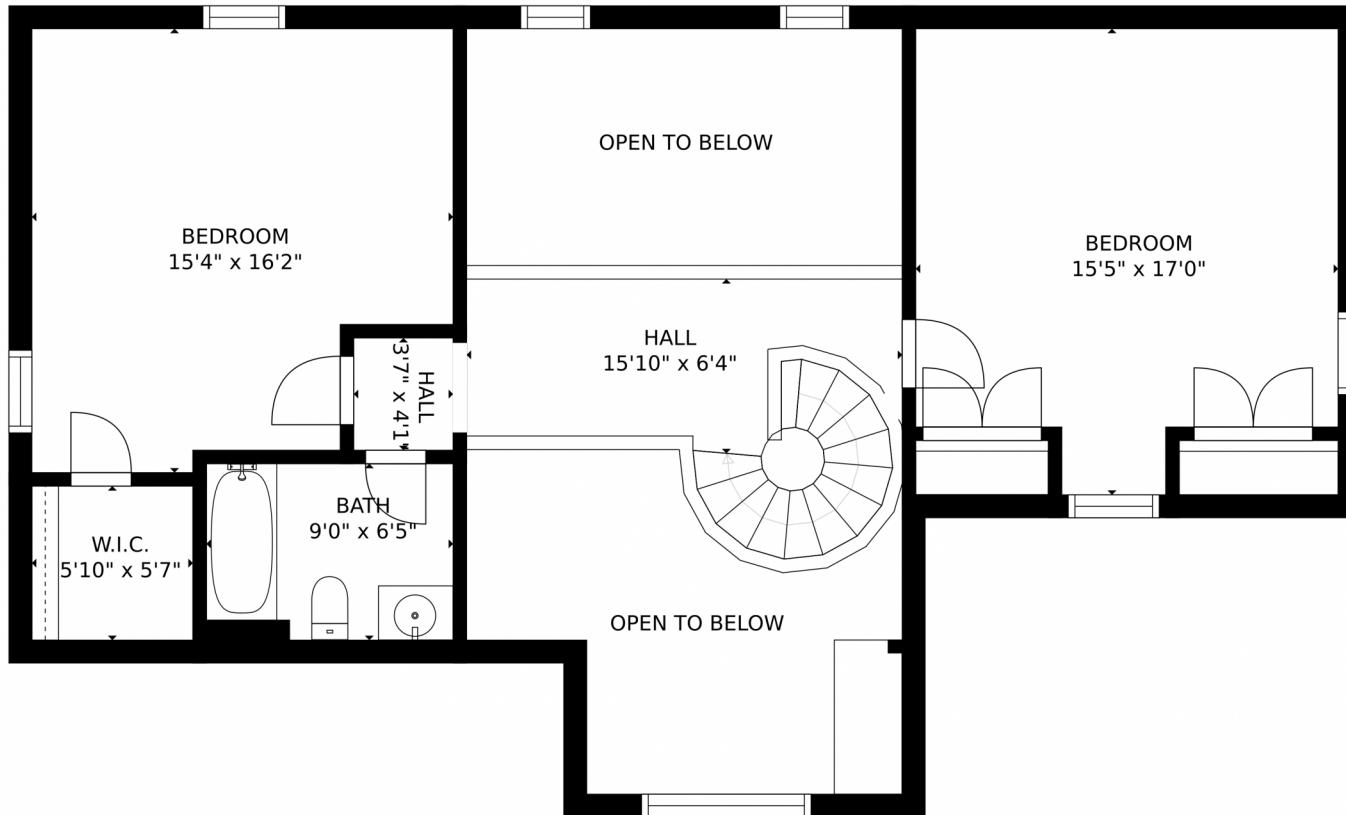 OPEN TO BELOW
BEDROOM
15'4" x 16'2"
BEDROOM
15'5" x 17'0"
HALL
15'10" x 6'4"
HALL
3'7" x 4'1"
BATH
9'0" x 6'5"
W.I.C.
5'10" x 5'7"
OPEN TO BELOW